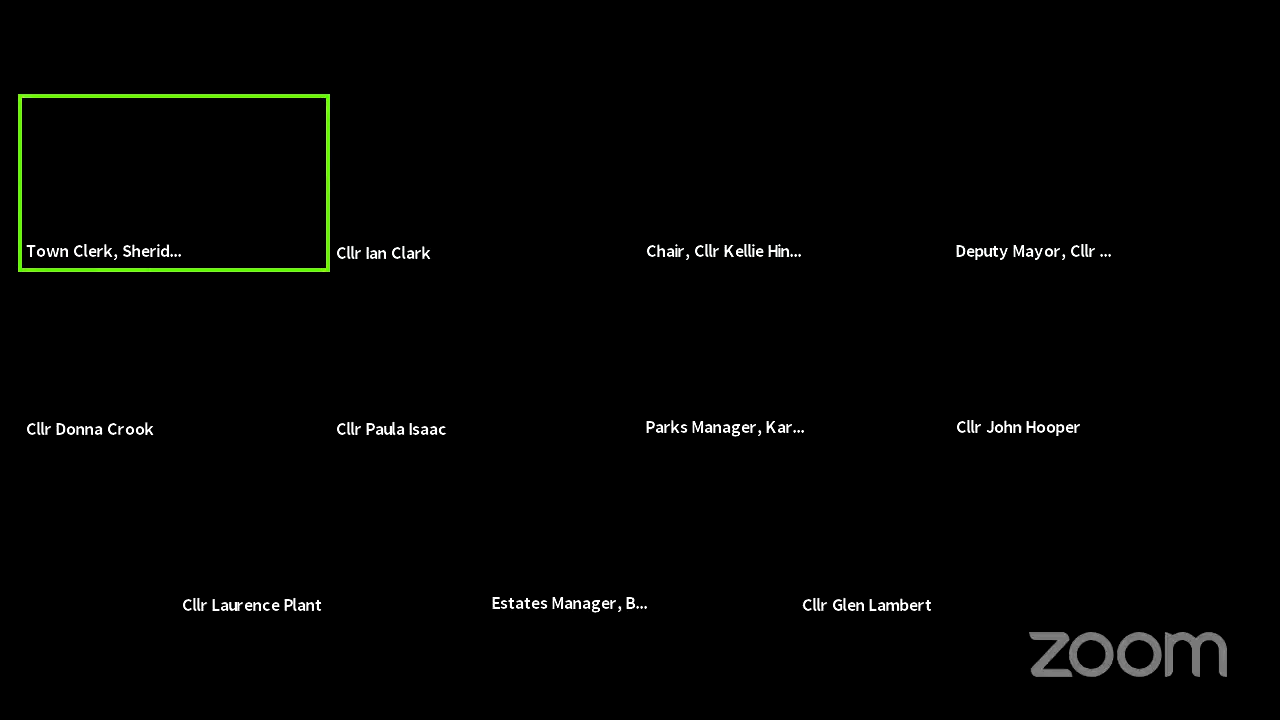 Town Clerk, Sherid...
Cllr Ian Clark
Chair, Cllr Kellie Hin...
Deputy Mayor, Cllr ...
Cllr Donna Crook
Cllr Paula Isaac
Parks Manager, Kar...
Cllr John Hooper
Cllr Laurence Plant
Estates Manager, B...
Cllr Glen Lambert
zoom